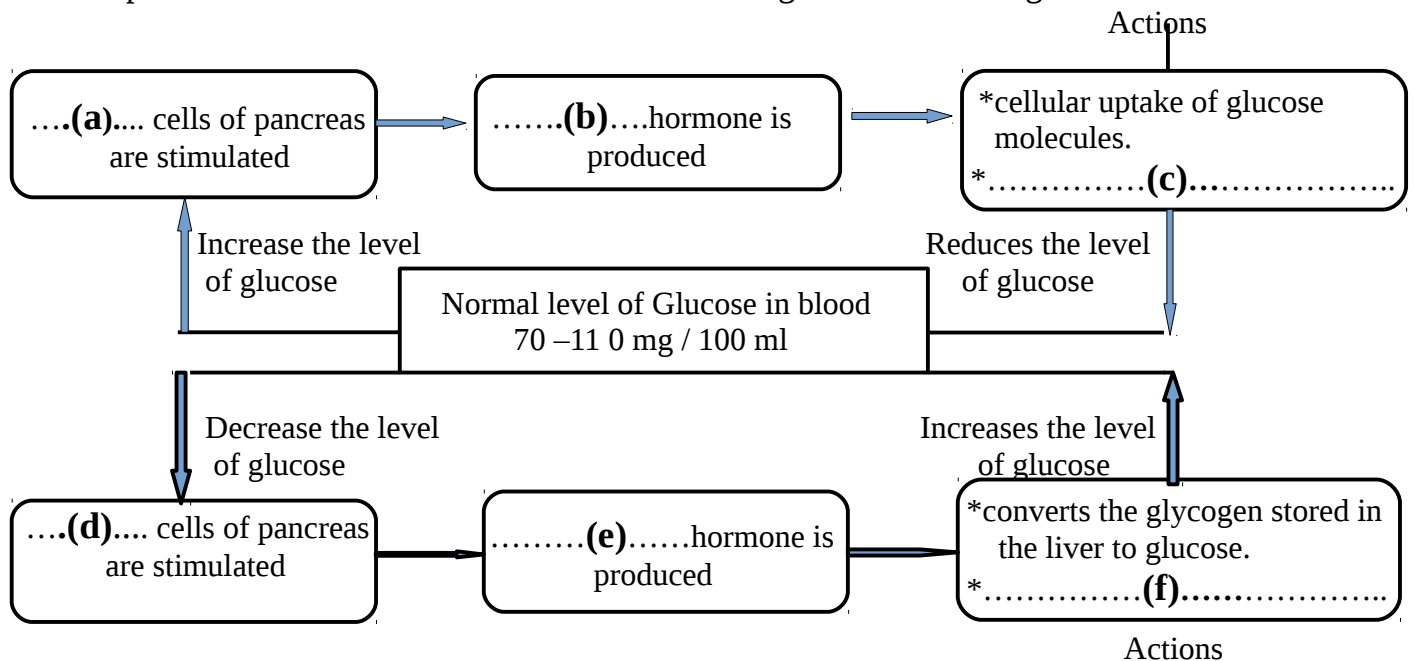 Actions
….(a).... cells of pancreas
are stimulated
…….(b)….hormone is
produced
*cellular uptake of glucose
molecules.
*……………(c)………………..
Increase the level
of glucose
Reduces the level
of glucose
Normal level of Glucose in blood
70 –11 0 mg / 100 ml
Decrease the level
of glucose
Increases the level
of glucose
….(d).... cells of pancreas
are stimulated
………(e)……hormone is
produced
*converts the glycogen stored in
the liver to glucose.
*……………(f)………………..
Actions